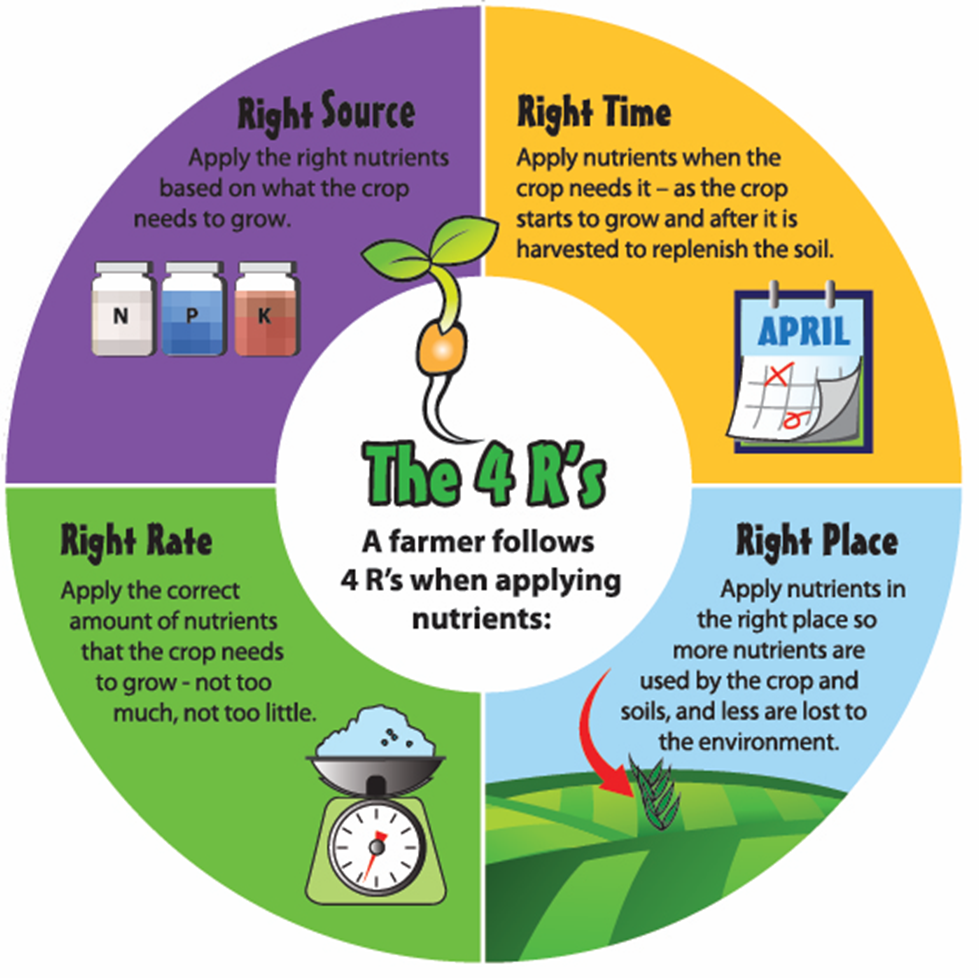 Right Source
Apply the right nutrients
based on what the crop
needs to grow.
N
P
K
Right Time
Apply nutrients when the
crop needs it – as the crop
starts to grow and after it is
harvested to replenish the soil.
APRIL
The 4 R's
A farmer follows
4 R's when applying
nutrients:
Right Rate
Apply the correct
amount of nutrients
that the crop needs
to grow - not too
much, not too little.
Right Place
Apply nutrients in
the right place so
more nutrients are
used by the crop and
soils, and less are lost to
the environment.